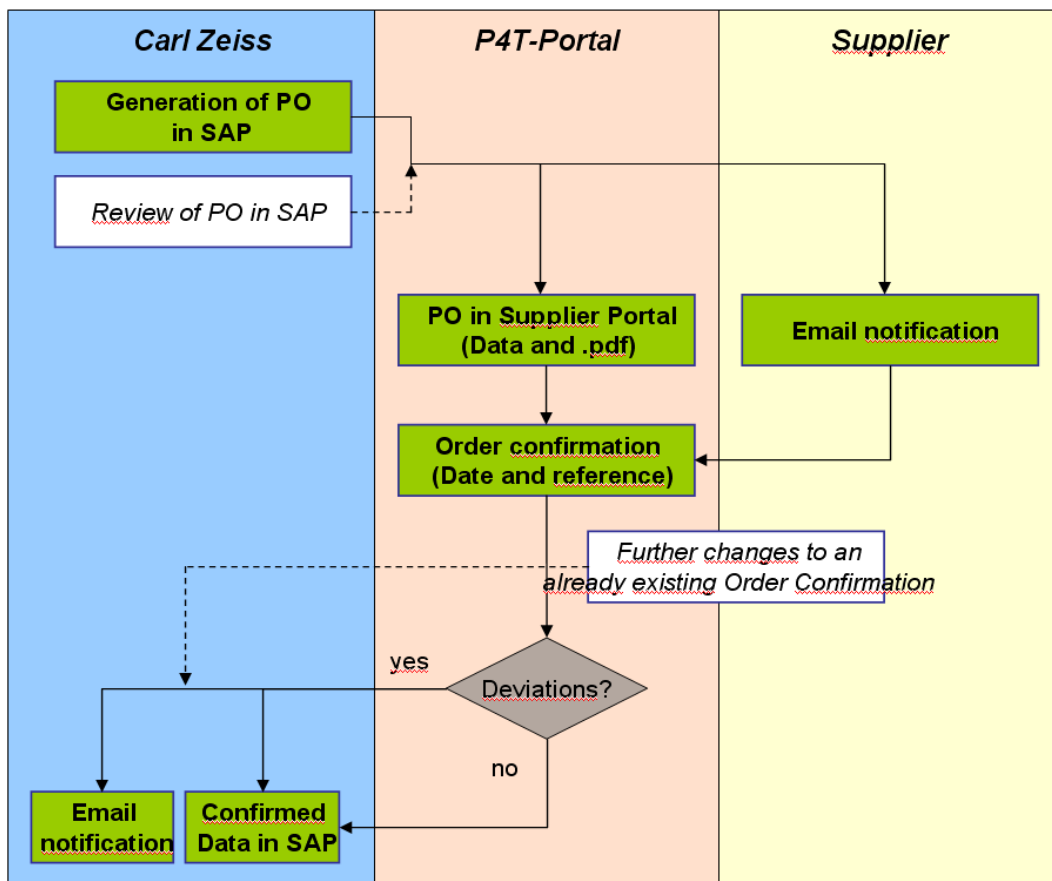 Carl Zeiss
P4T-Portal
Supplier
Generation of PO
in SAP
Review of PO in SAP
PO in Supplier Portal
(Data and .pdf)
Email notification
Order confirmation
(Date and reference)
Further changes to an
already existing Order Confirmation
yes
Deviations?
no
Email
notification
Confirmed
Data in SAP